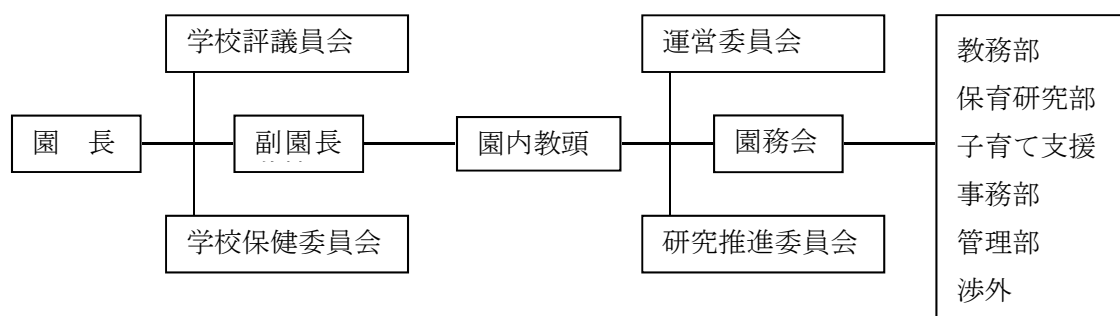 学校評議員会
運営委員会
園　長
副園長
園内教頭
園務会
学校保健委員会
研究推進委員会
教務部
保育研究部
子育て支援
事務部
管理部
渉外